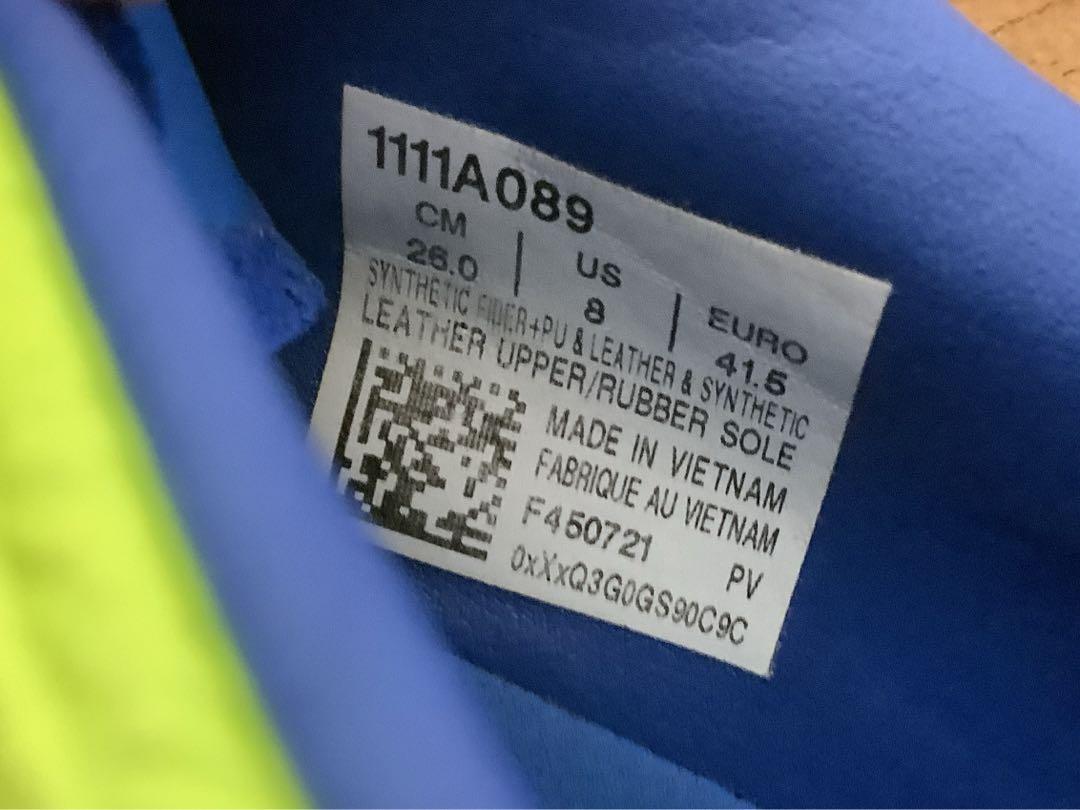 1111A089
CM | US | EURO
26.0 8 41.5
SYNTHETIC FIBER+PU & LEATHER & SYNTHETIC
LEATHER UPPER/RUBBER SOLE
MADE IN VIETNAM
FABRIQUE AU VIETNAM
F450721 PV
0xXxQ3G0GS90C9C